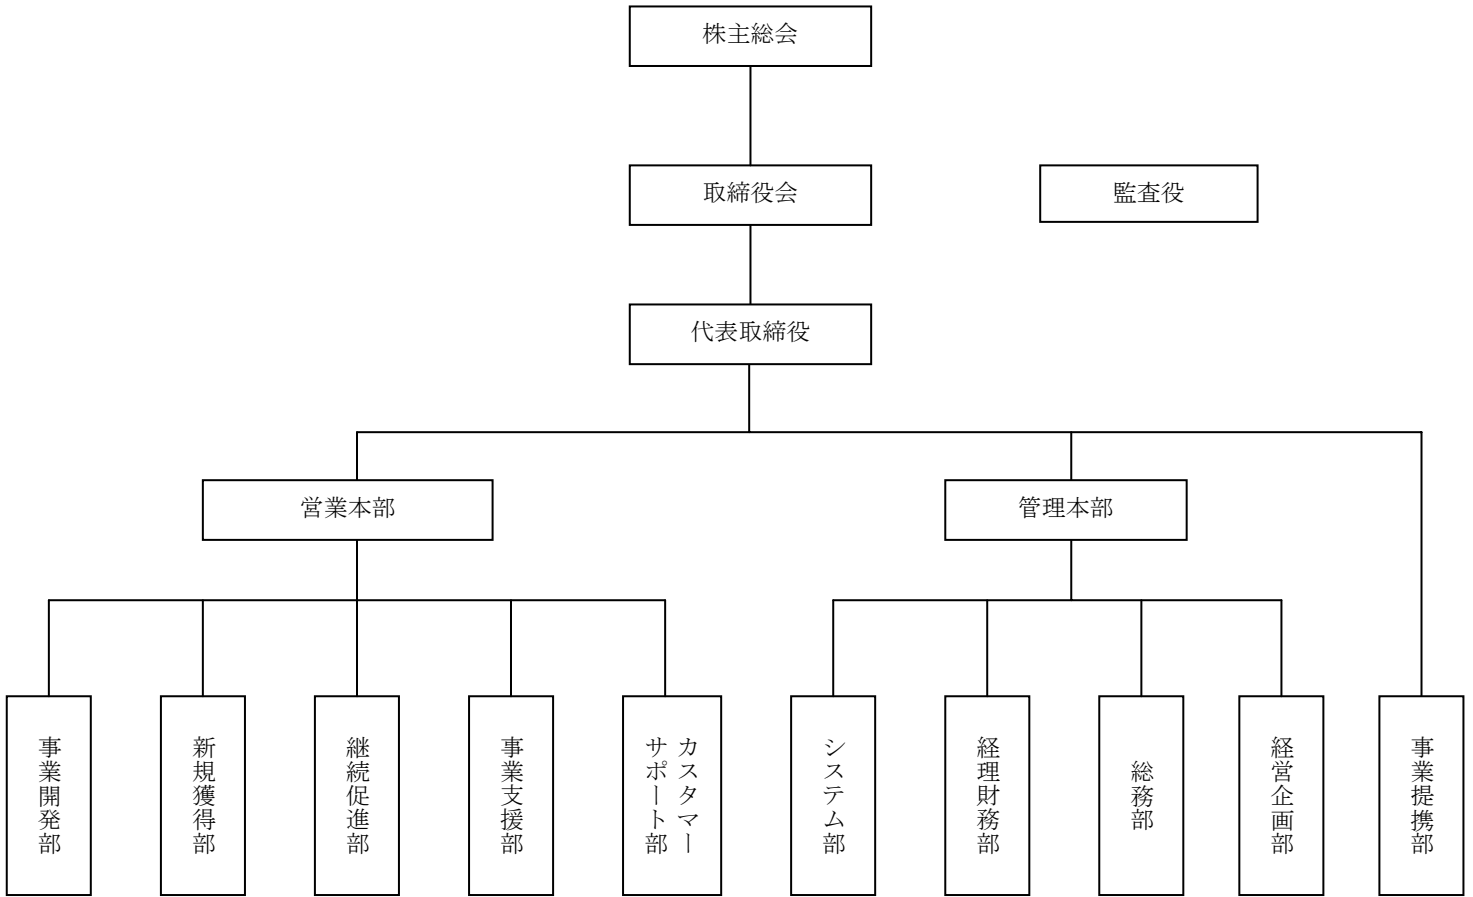 株主総会
取締役会
監査役
代表取締役
営業本部
管理本部
事業開発部
新規獲得部
継続促進部
事業支援部
カスタマー
サポート部
システム部
経理財務部
総務部
経営企画部
事業提携部